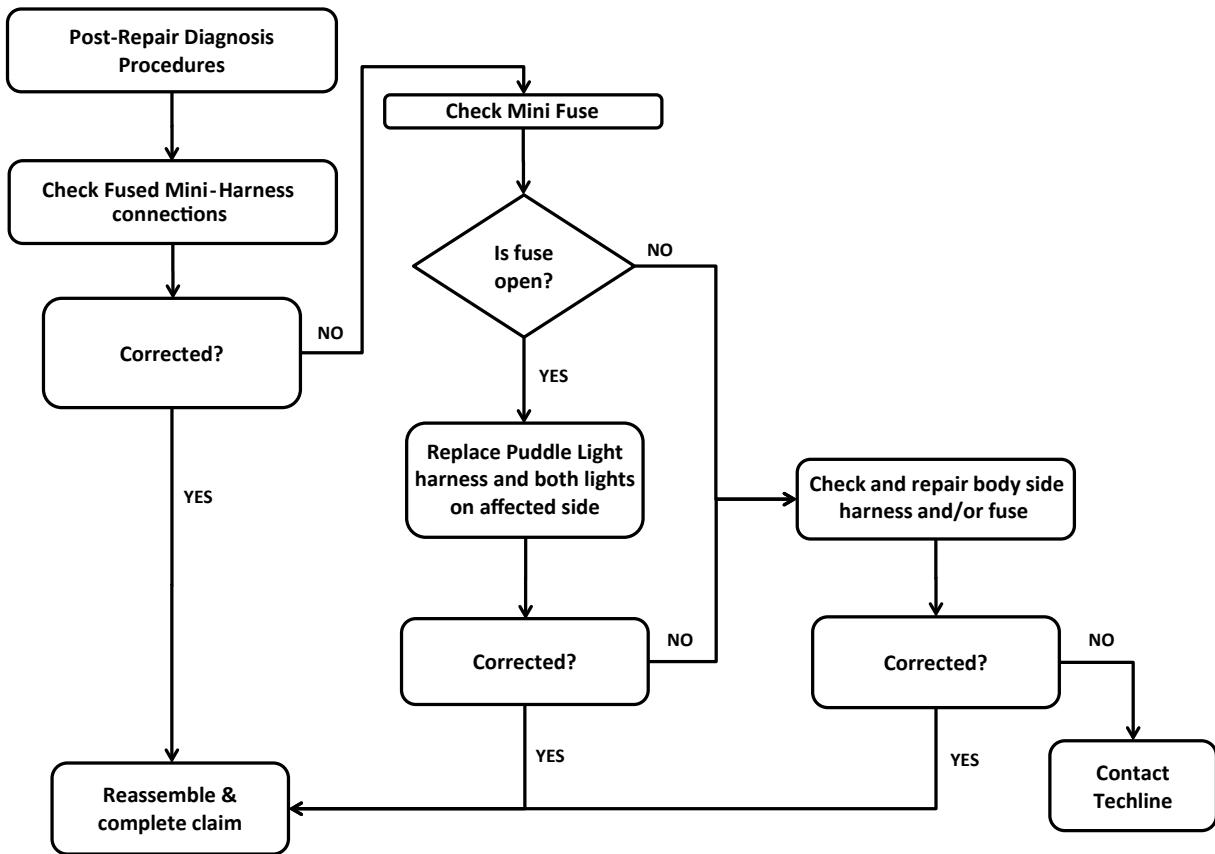 Post-Repair Diagnosis
Procedures
Check Fused Mini-Harness
connections
Corrected?
NO
YES
Check Mini Fuse
Is fuse
open?
NO
YES
Replace Puddle Light
harness and both lights
on affected side
Corrected?
NO
YES
Check and repair body side
harness and/or fuse
Corrected?
NO
YES
Contact
Techline
Reassemble &
complete claim